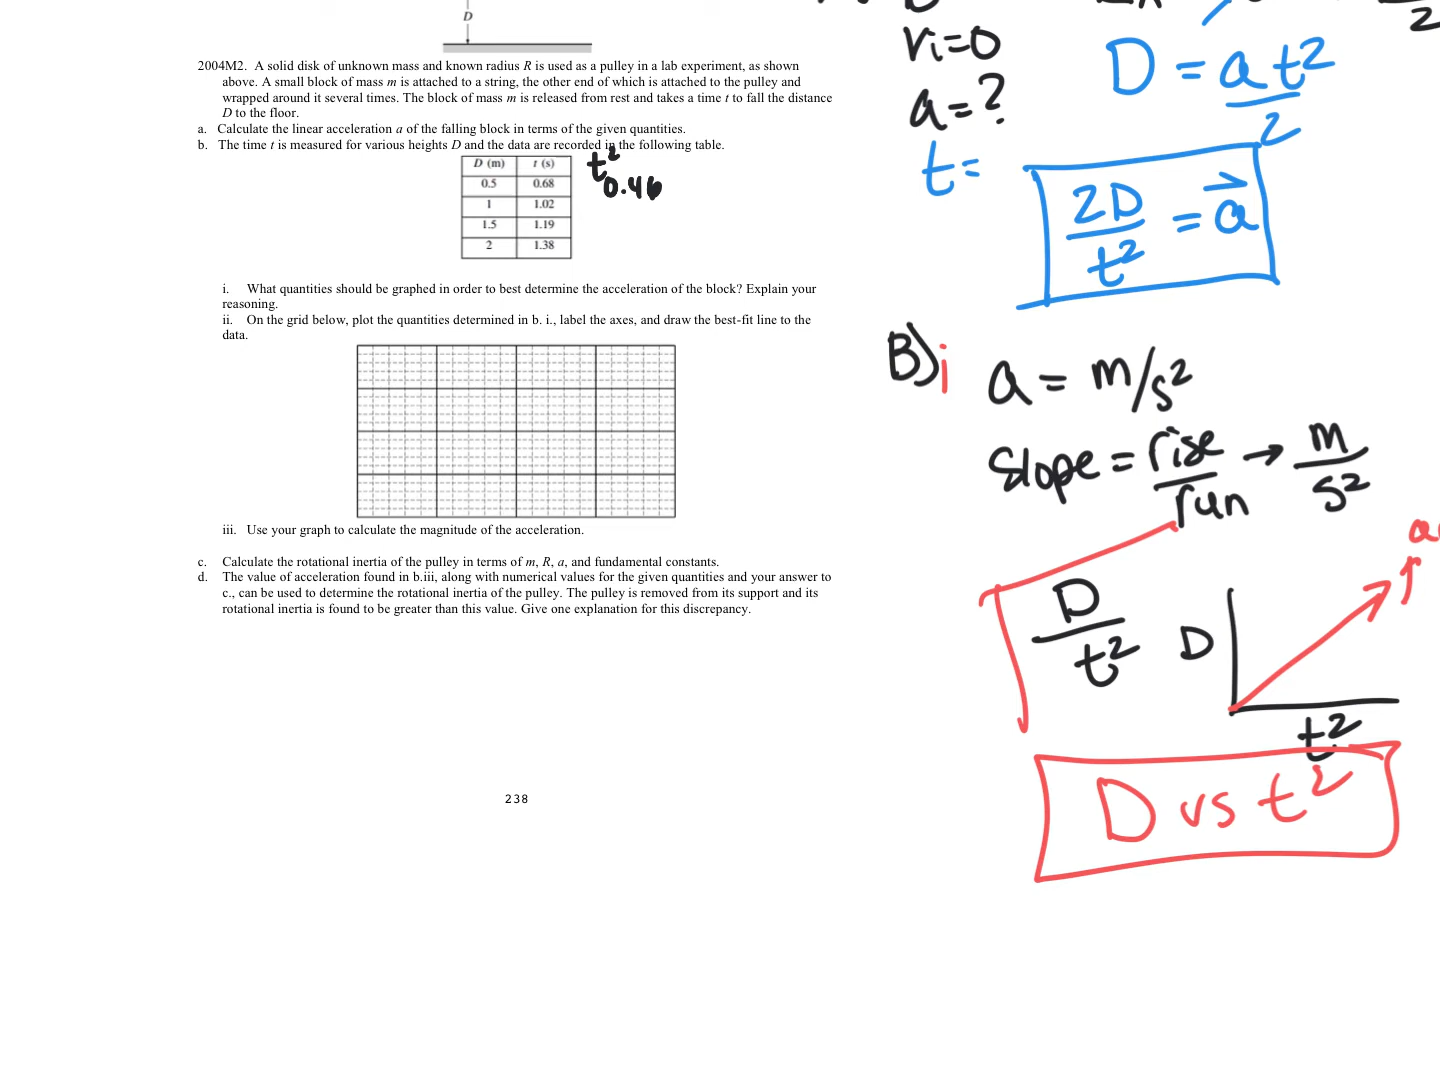 D
2004M2. A solid disk of unknown mass and known radius R is used as a pulley in a lab experiment, as shown
above. A small block of mass m is attached to a string, the other end of which is attached to the pulley and
wrapped around it several times. The block of mass m is released from rest and takes a time t to fall the distance
D to the floor.
a. Calculate the linear acceleration a of the falling block in terms of the given quantities.
b. The time t is measured for various heights D and the data are recorded in the following table.
D (m) t (s) t²
0.5 0.68 0.46
1 1.02
1.5 1.19
2 1.38
i. What quantities should be graphed in order to best determine the acceleration of the block? Explain your
reasoning.
ii. On the grid below, plot the quantities determined in b. i., label the axes, and draw the best-fit line to the
data.
iii. Use your graph to calculate the magnitude of the acceleration.
c. Calculate the rotational inertia of the pulley in terms of m, R, a, and fundamental constants.
d. The value of acceleration found in b.iii, along with numerical values for the given quantities and your answer to
c., can be used to determine the rotational inertia of the pulley. The pulley is removed from its support and its
rotational inertia is found to be greater than this value. Give one explanation for this discrepancy.
238
2
Vi=0
a=?
t=
D = at²
2
2D
t²
= a
B)i
a = m/s²
Slope = rise → m
run s²
a
D
t²
D
t²
D vs t²